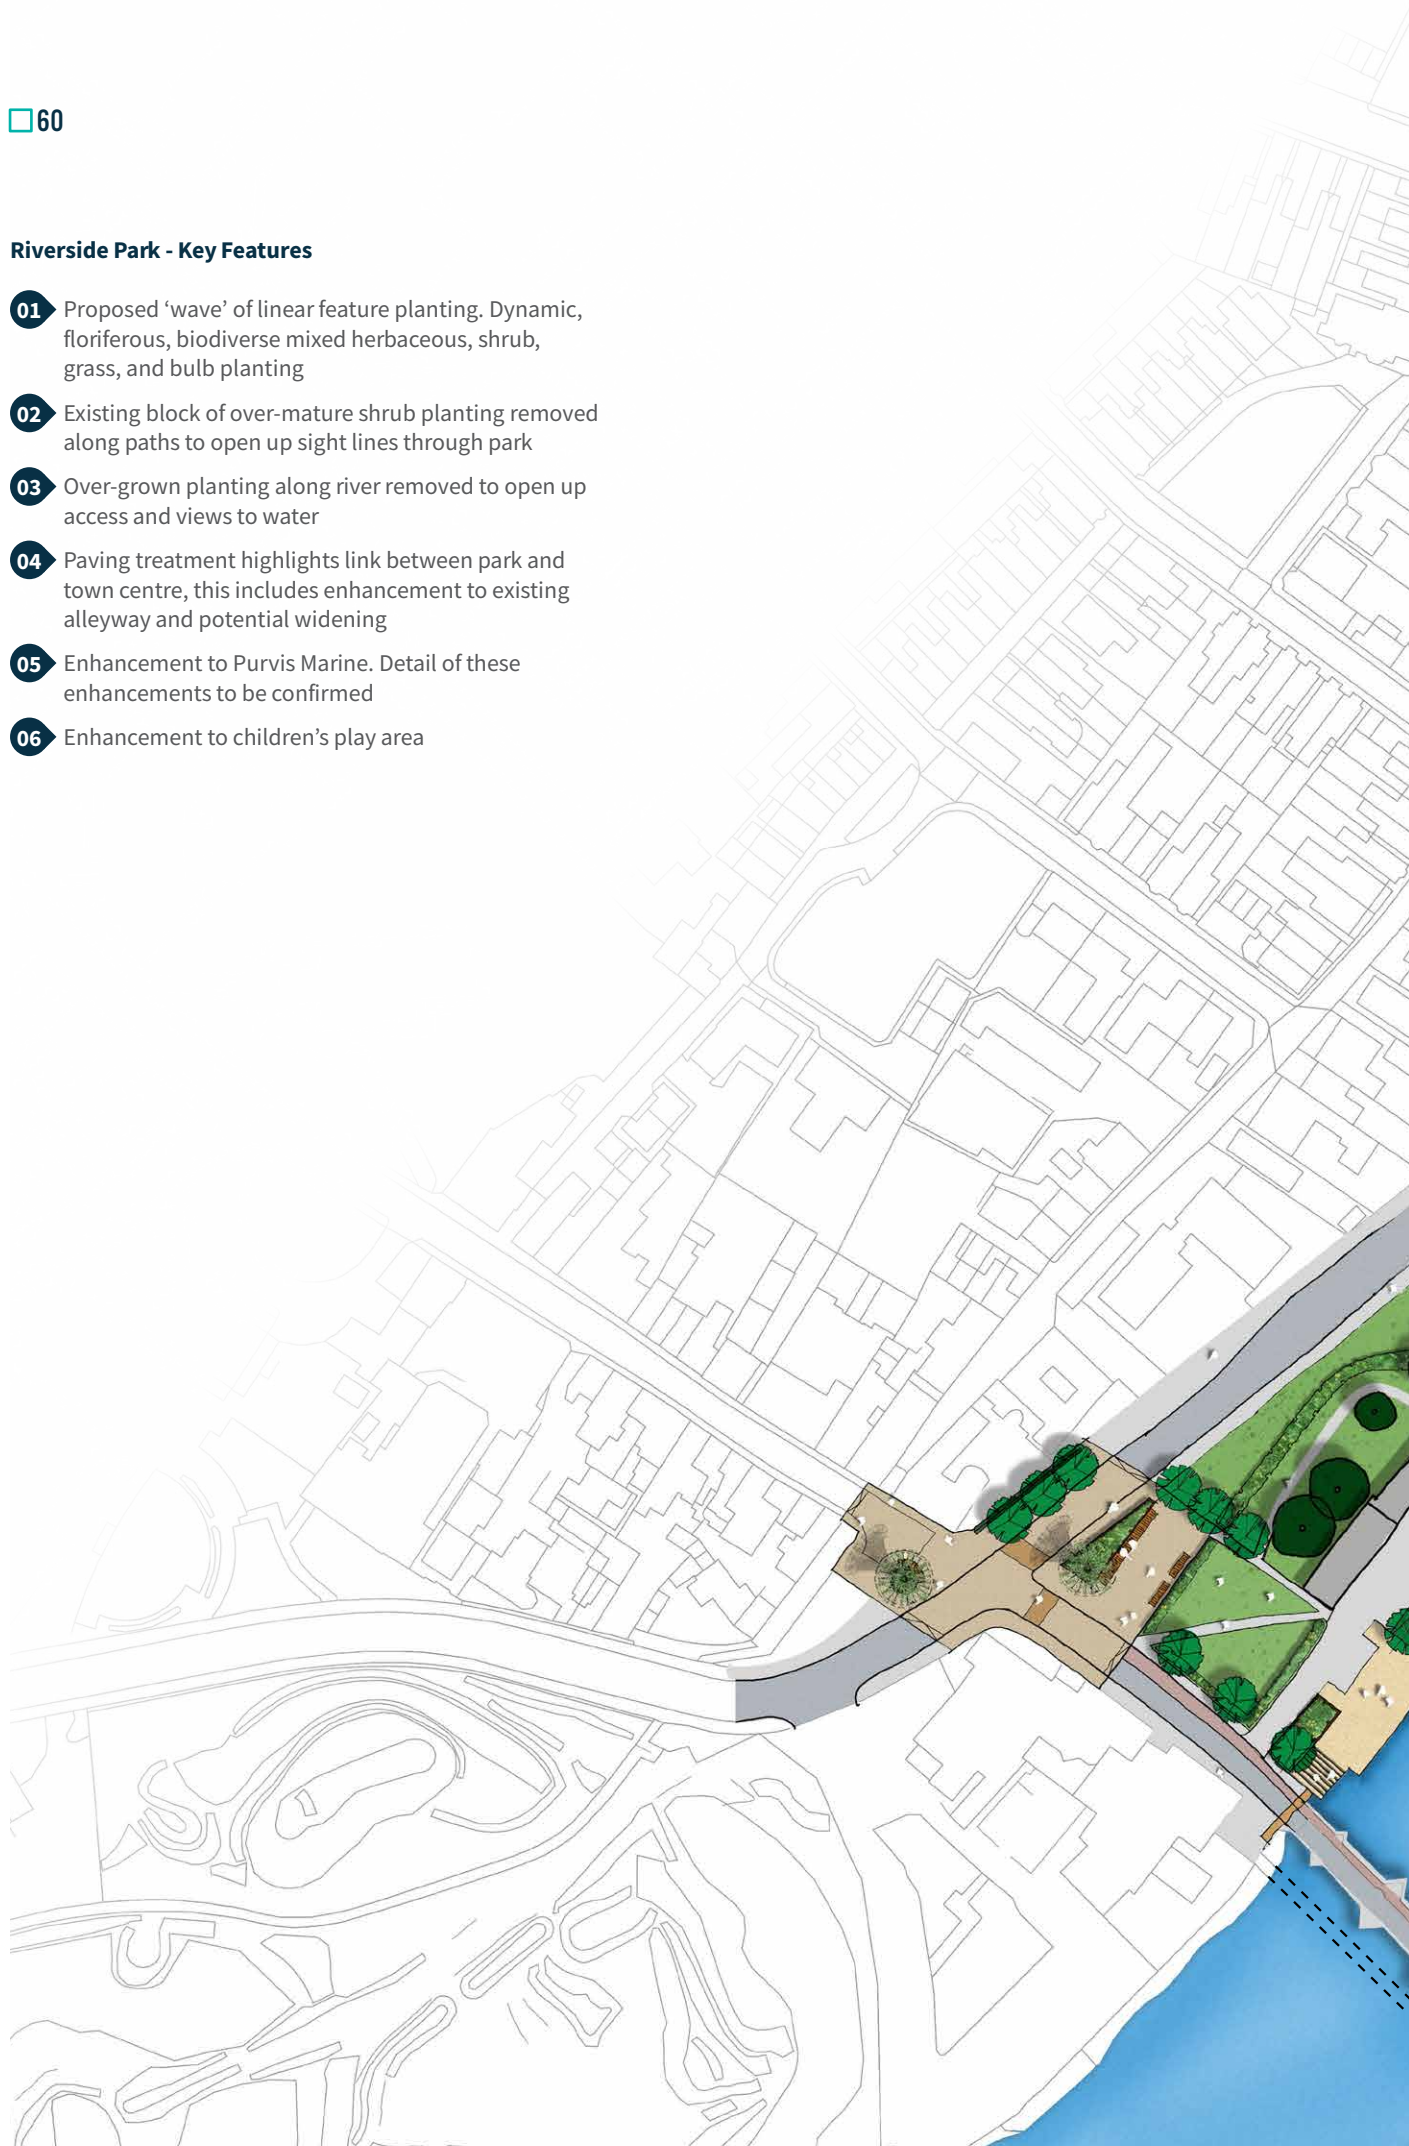 60
Riverside Park - Key Features
01 Proposed ‘wave’ of linear feature planting. Dynamic,
floriferous, biodiverse mixed herbaceous, shrub,
grass, and bulb planting
02 Existing block of over-mature shrub planting removed
along paths to open up sight lines through park
03 Over-grown planting along river removed to open up
access and views to water
04 Paving treatment highlights link between park and
town centre, this includes enhancement to existing
alleyway and potential widening
05 Enhancement to Purvis Marine. Detail of these
enhancements to be confirmed
06 Enhancement to children’s play area